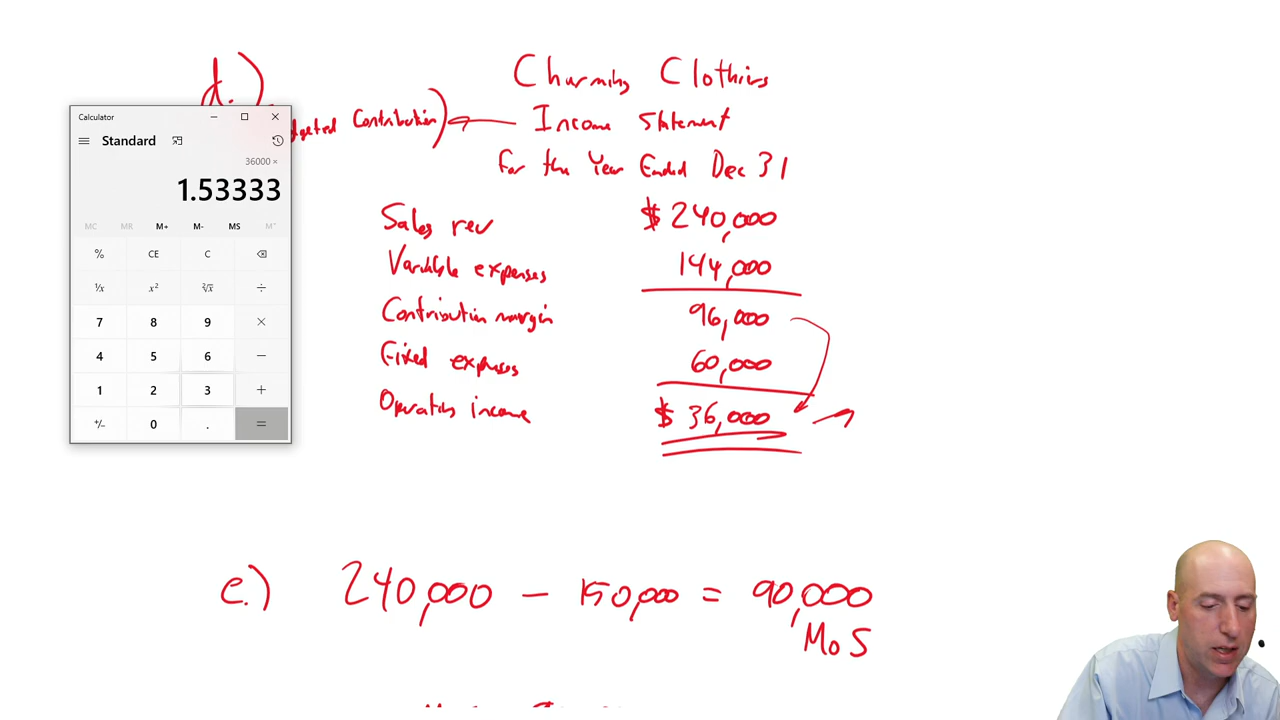 d.)
Charming Clothiers
Contribution) Income Statement
For the Year Ended Dec 31
Sales rev $240,000
Variable expenses 144,000
Contribution margin 96,000
Fixed expenses 60,000
Operating income $36,000
e.) 240,000 - 150,000 = 90,000
MoS
Calculator
Standard
36000 ×
1.53333
MC MR M+ M- MS M˅
% CE C
¹/x x² ²√x ÷
7 8 9 ×
4 5 6 −
1 2 3 +
+/- 0 . =